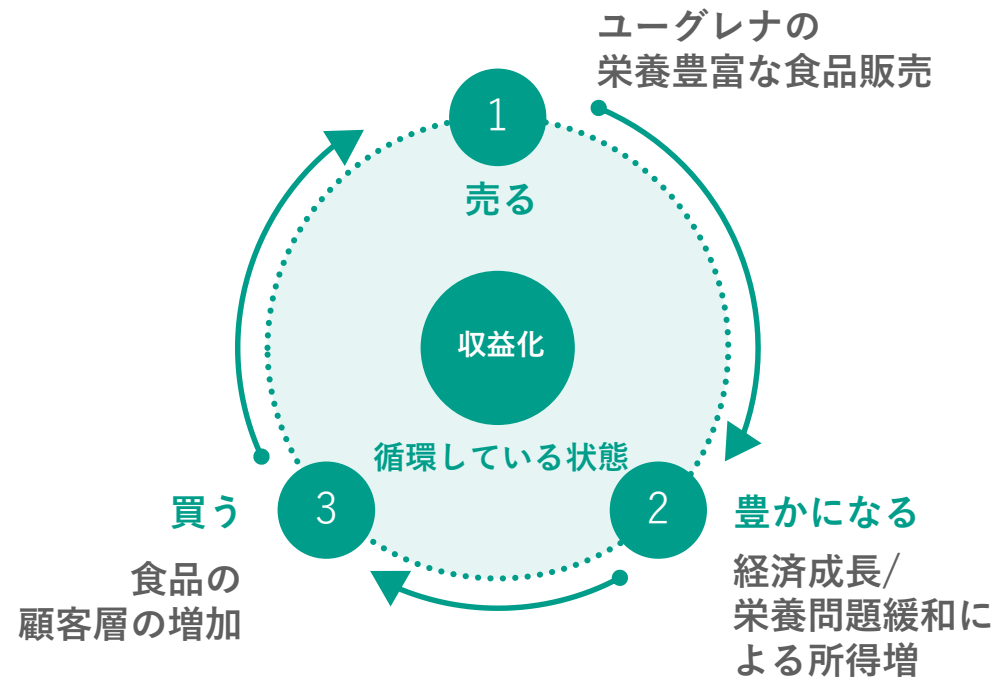 ユーグレナの
栄養豊富な食品販売
1
売る
収益化
循環している状態
2
豊かになる
経済成長/
栄養問題緩和に
よる所得増
3
買う
食品の
顧客層の増加